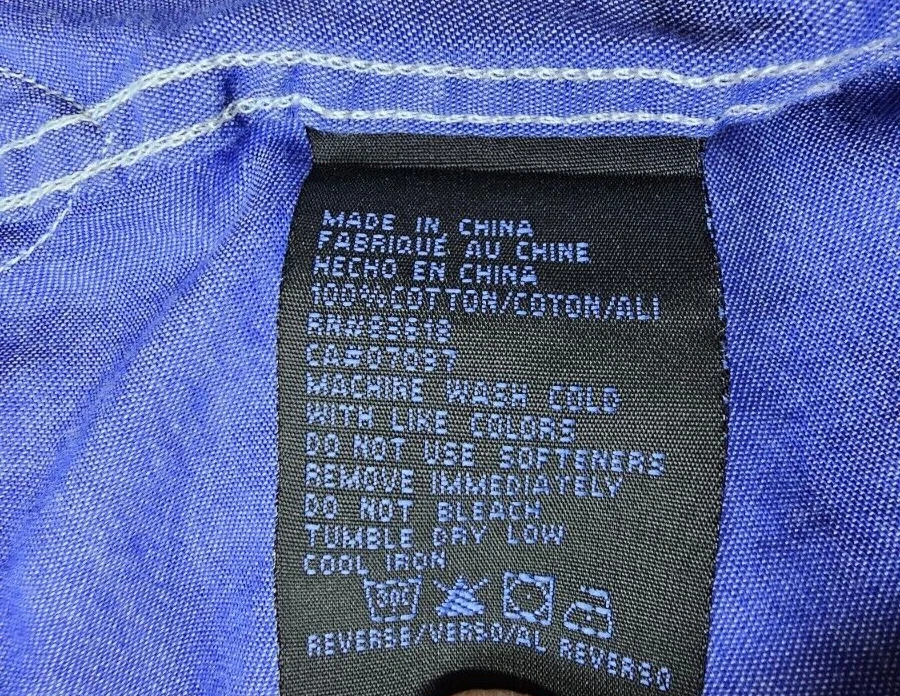 MADE IN CHINA
FABRIQUÉ AU CHINE
HECHO EN CHINA
100%COTTON/COTON/ALI
RN#83618
CA#07097
MACHINE WASH COLD
WITH LIKE COLORS
DO NOT USE SOFTENERS
REMOVE IMMEDIATELY
DO NOT BLEACH
TUMBLE DRY LOW
COOL IRON
30C
REVERSE/VERSO/AL REVERSO